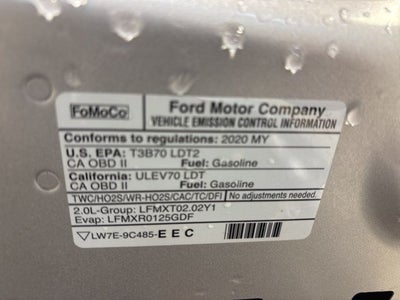 FoMoCo
Ford Motor Company
VEHICLE EMISSION CONTROL INFORMATION
Conforms to regulations: 2020 MY
U.S. EPA: T3B70 LDT2
CA OBD II Fuel: Gasoline
California: ULEV70 LDT
CA OBD II Fuel: Gasoline
TWC/HO2S/WR-HO2S/CAC/TC/DFI No adjustments needed.
2.0L-Group: LFMXT02.02Y1
Evap: LFMXR0125GDF
LW7E-9C485-E E C